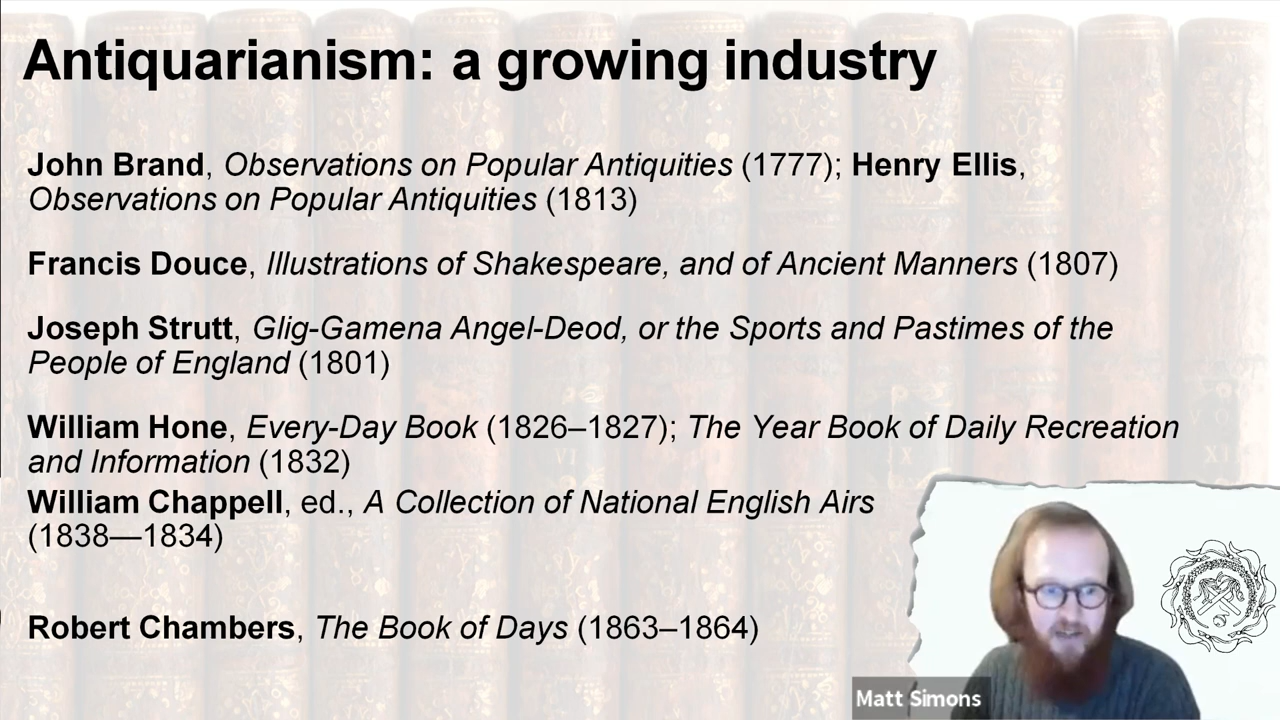 Antiquarianism: a growing industry
John Brand, Observations on Popular Antiquities (1777); Henry Ellis,
Observations on Popular Antiquities (1813)
Francis Douce, Illustrations of Shakespeare, and of Ancient Manners (1807)
Joseph Strutt, Glig-Gamena Angel-Deod, or the Sports and Pastimes of the
People of England (1801)
William Hone, Every-Day Book (1826–1827); The Year Book of Daily Recreation
and Information (1832)
William Chappell, ed., A Collection of National English Airs
(1838—1834)
Robert Chambers, The Book of Days (1863–1864)
Matt Simons